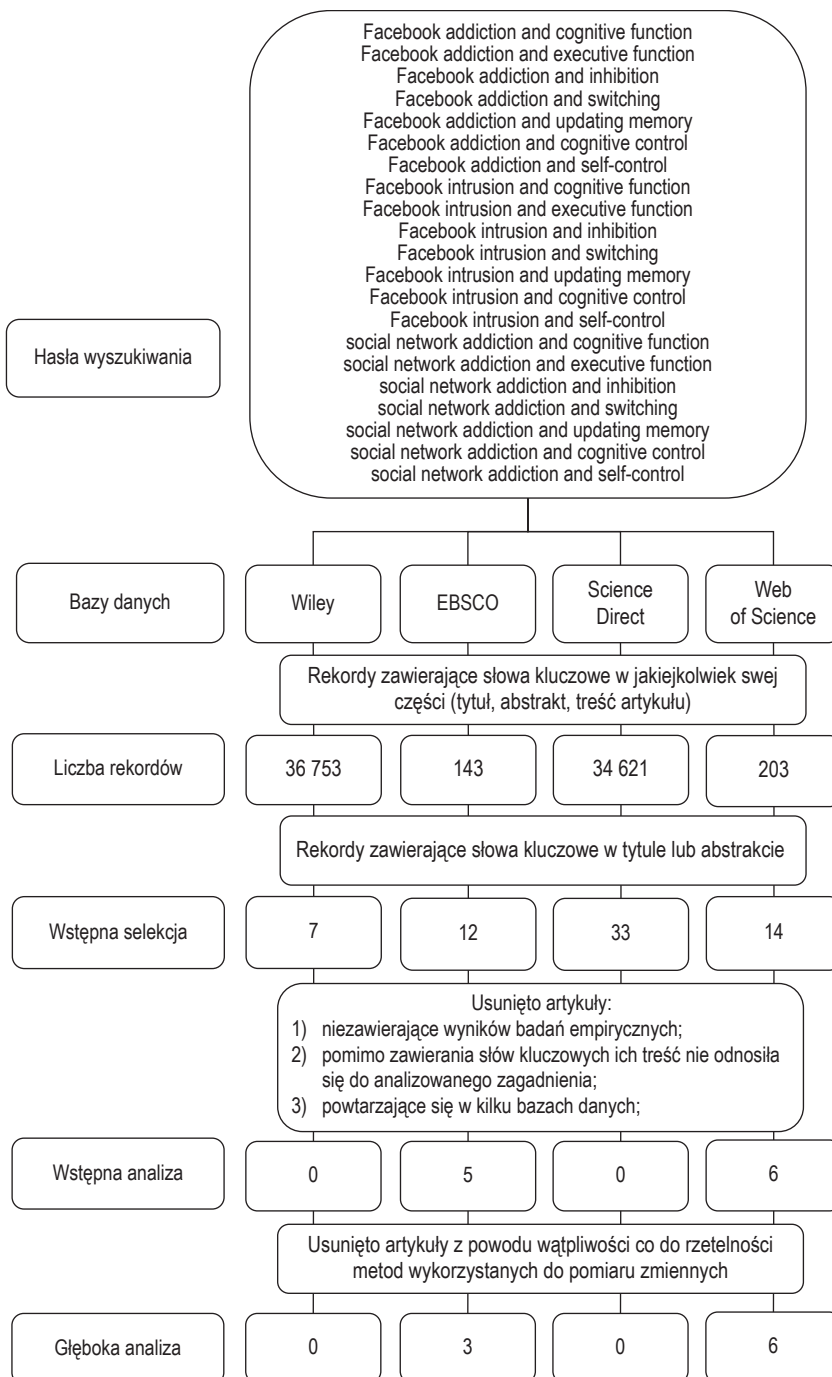 Facebook addiction and cognitive function
Facebook addiction and executive function
Facebook addiction and inhibition
Facebook addiction and switching
Facebook addiction and updating memory
Facebook addiction and cognitive control
Facebook addiction and self-control
Facebook intrusion and cognitive function
Facebook intrusion and executive function
Facebook intrusion and inhibition
Facebook intrusion and switching
Facebook intrusion and updating memory
Facebook intrusion and cognitive control
Facebook intrusion and self-control
social network addiction and cognitive function
social network addiction and executive function
social network addiction and inhibition
social network addiction and switching
social network addiction and updating memory
social network addiction and cognitive control
social network addiction and self-control
Hasła wyszukiwania
Bazy danych
Wiley
EBSCO
Science
Direct
Web
of Science
Rekordy zawierające słowa kluczowe w jakiejkolwiek swej
części (tytuł, abstrakt, treść artykułu)
Liczba rekordów
36 753
143
34 621
203
Rekordy zawierające słowa kluczowe w tytule lub abstrakcie
Wstępna selekcja
7
12
33
14
Usunięto artykuły:
1) niezawierające wyników badań empirycznych;
2) pomimo zawierania słów kluczowych ich treść nie odnosiła
się do analizowanego zagadnienia;
3) powtarzające się w kilku bazach danych;
Wstępna analiza
0
5
0
6
Usunięto artykuły z powodu wątpliwości co do rzetelności
metod wykorzystanych do pomiaru zmiennych
Głęboka analiza
0
3
0
6